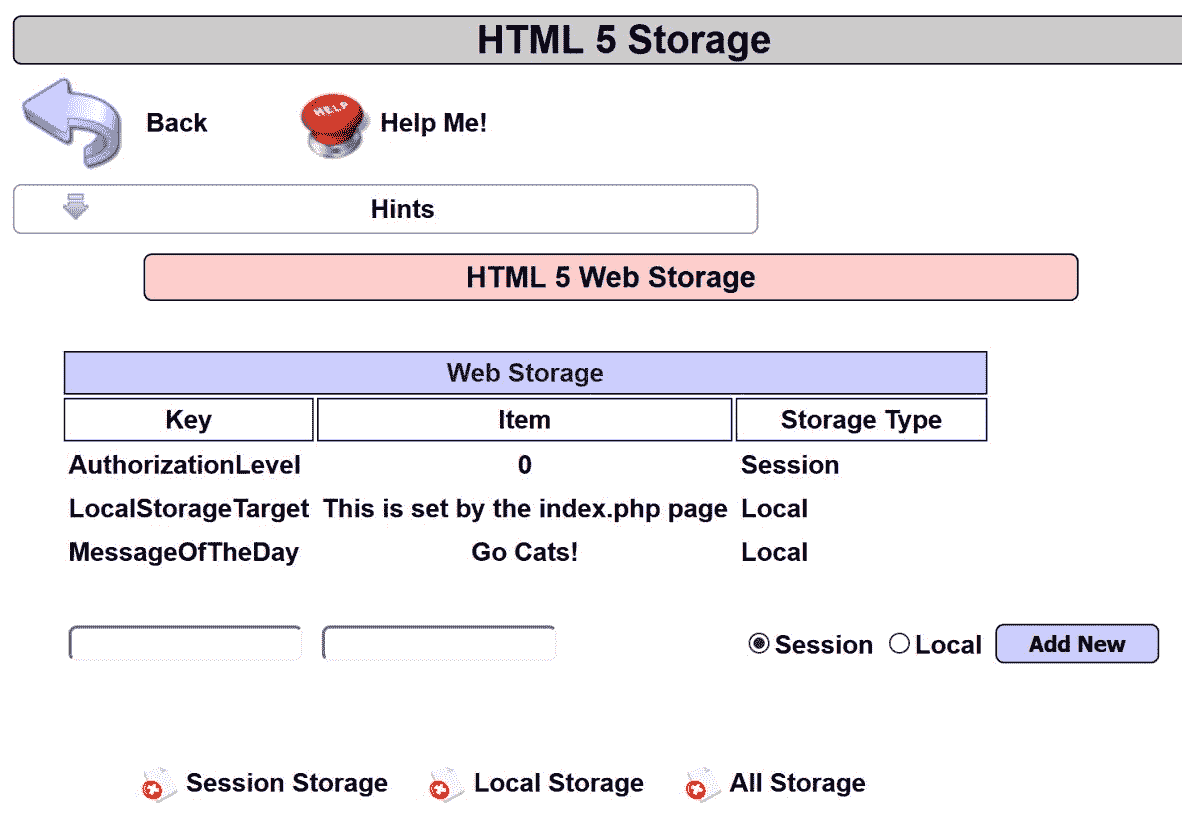 HTML 5 Storage
Back
HELP
Help Me!
Hints
HTML 5 Web Storage
Web Storage
Key Item Storage Type
AuthorizationLevel 0 Session
LocalStorageTarget This is set by the index.php page Local
MessageOfTheDay Go Cats! Local
Session Local Add New
Session Storage Local Storage All Storage